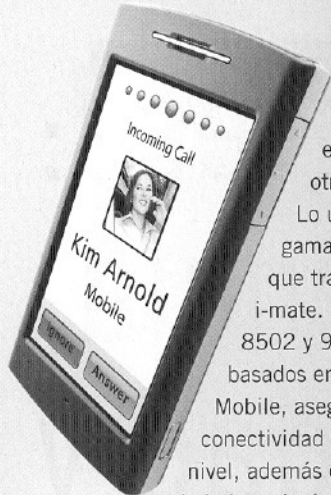 Incoming Call
Kim Arnold
Mobile
Ignore
Answer
Lo u
gama
que tra
i-mate.
8502 y 9
basados en
Mobile, aseg
conectividad
nivel, además